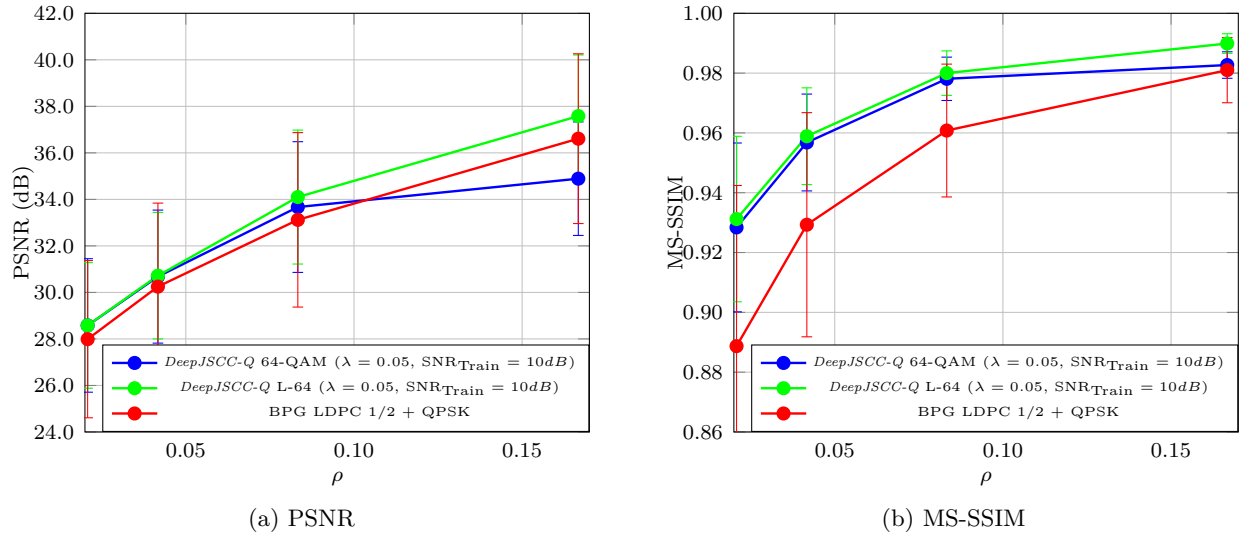 42.0
40.0
38.0
36.0
34.0
32.0
30.0
28.0
26.0
24.0
PSNR (dB)
0.05
0.10
0.15
ρ
DeepJSCC-Q 64-QAM (λ = 0.05, SNRTrain = 10dB)
DeepJSCC-Q L-64 (λ = 0.05, SNRTrain = 10dB)
BPG LDPC 1/2 + QPSK
(a) PSNR
1.00
0.98
0.96
0.94
0.92
0.90
0.88
0.86
MS-SSIM
0.05
0.10
0.15
ρ
DeepJSCC-Q 64-QAM (λ = 0.05, SNRTrain = 10dB)
DeepJSCC-Q L-64 (λ = 0.05, SNRTrain = 10dB)
BPG LDPC 1/2 + QPSK
(b) MS-SSIM